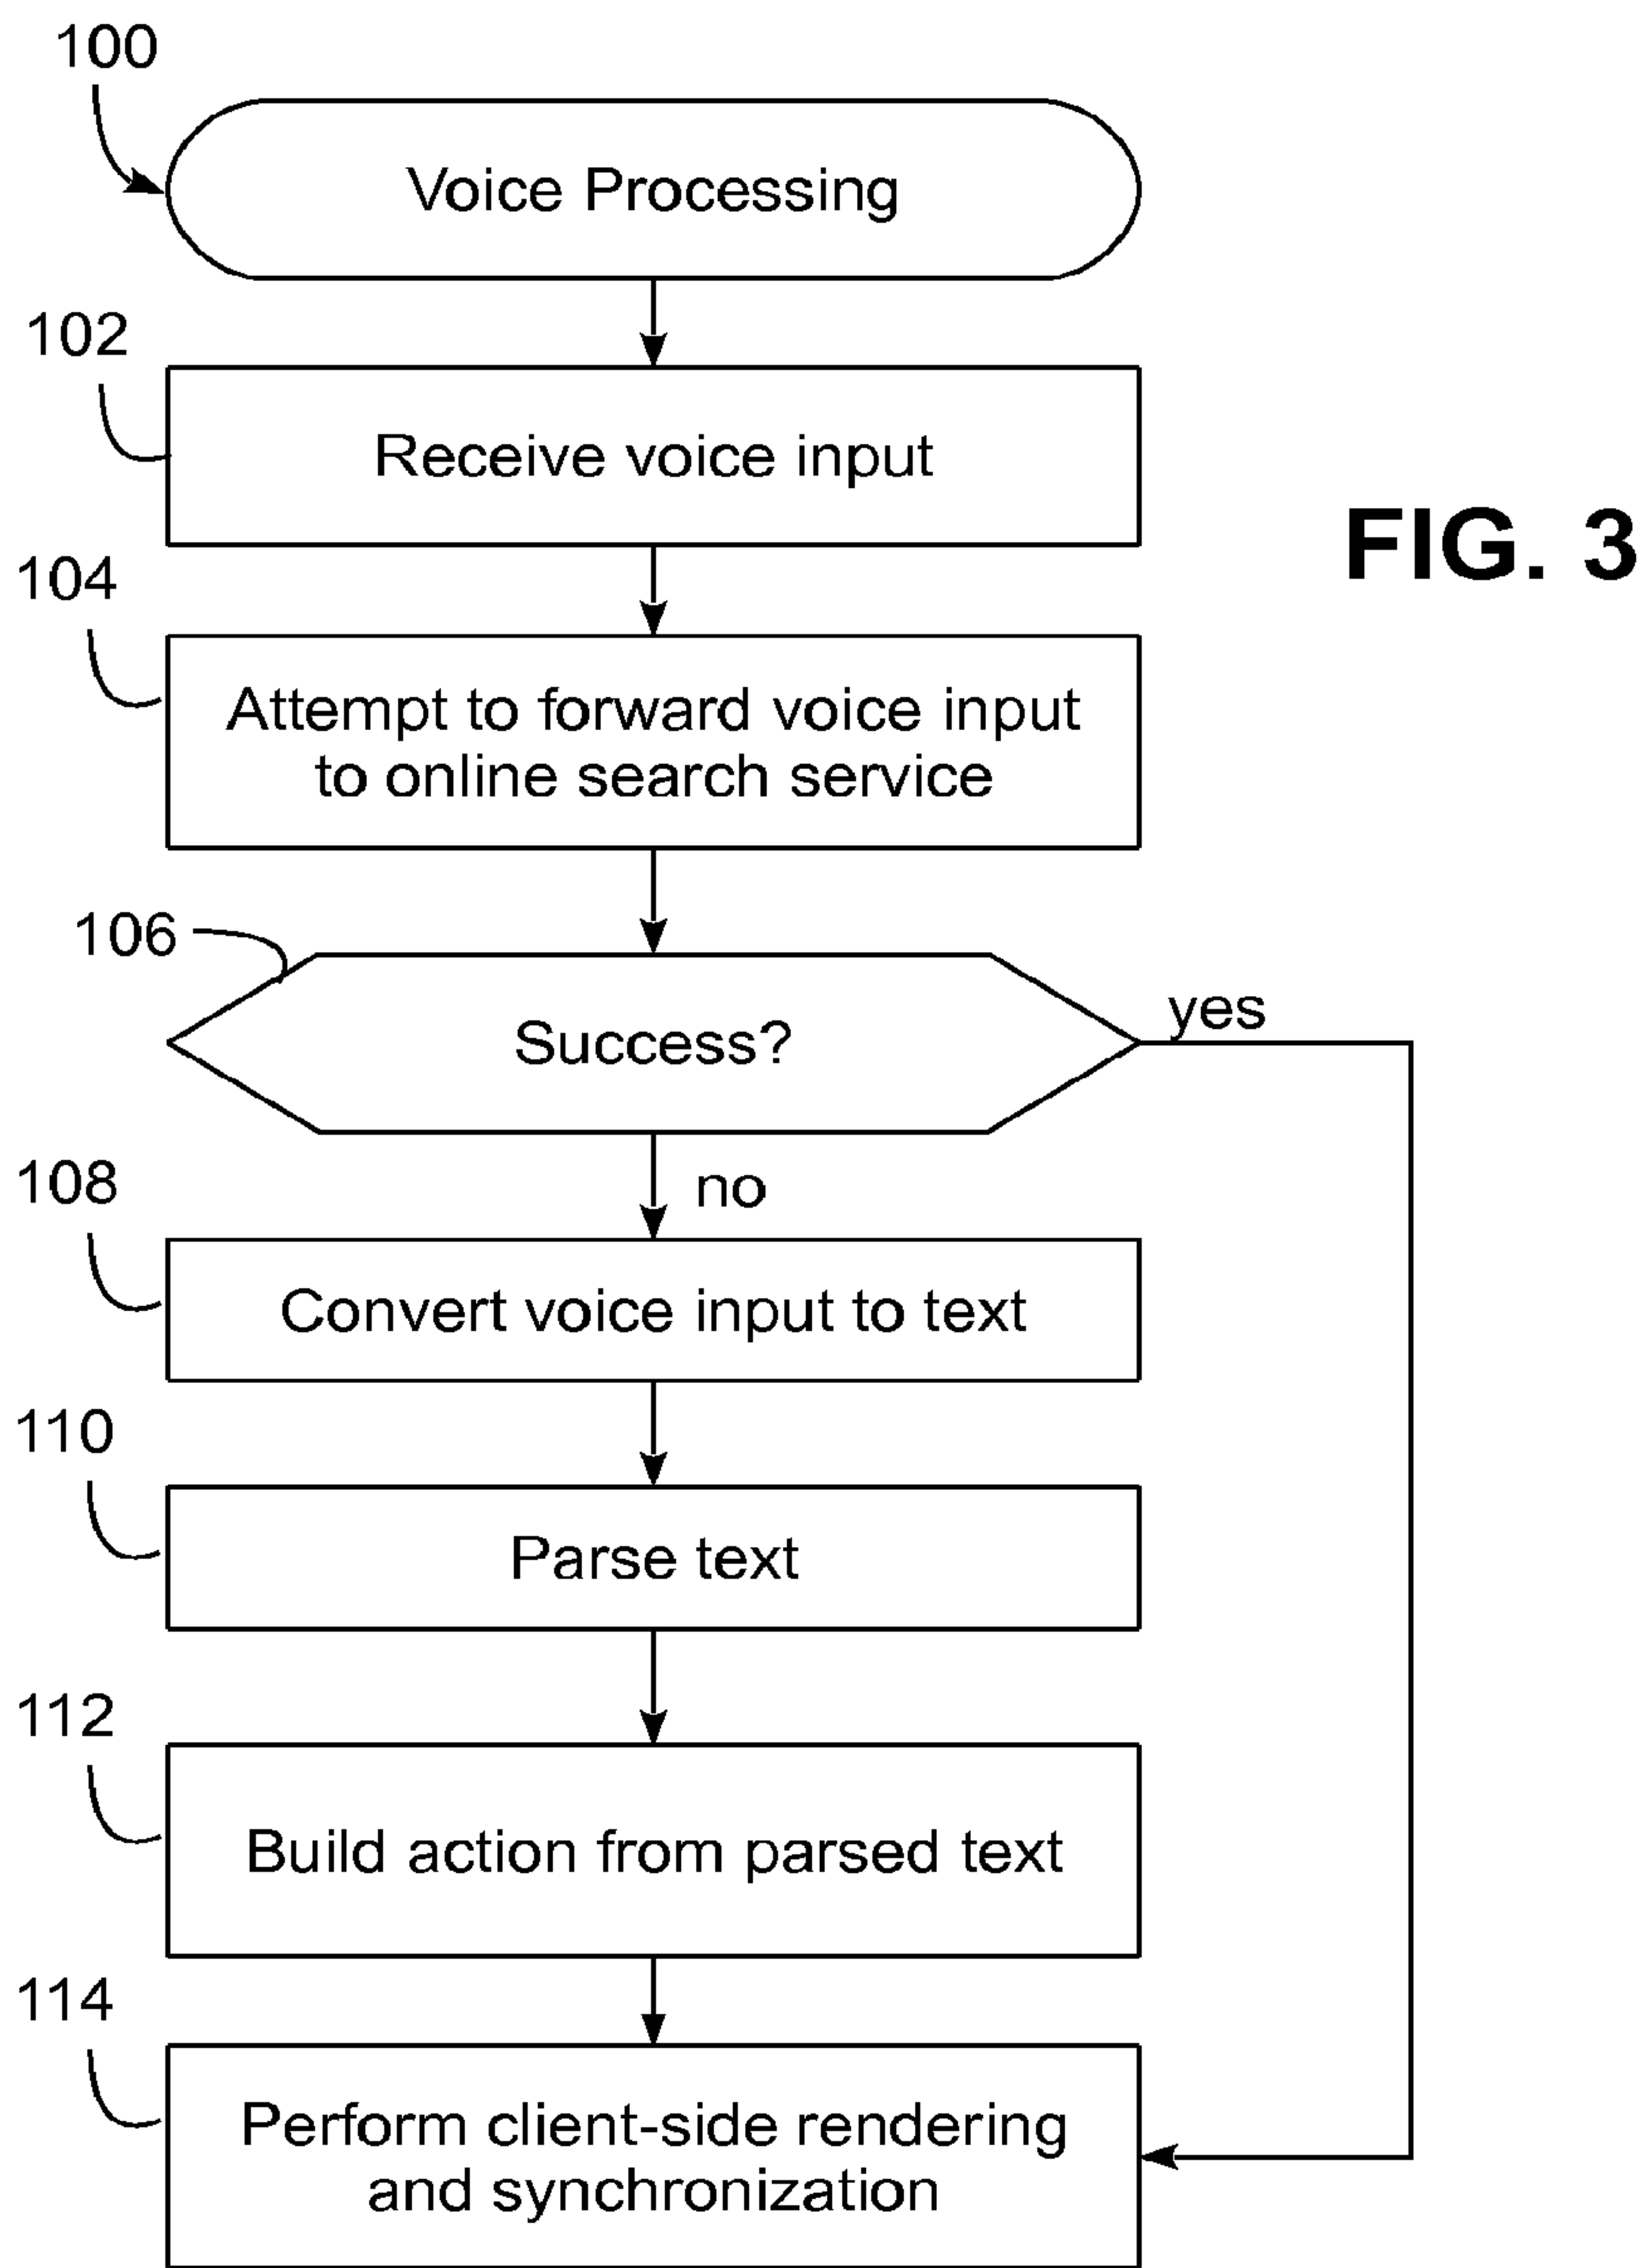 100
Voice Processing
102
Receive voice input
FIG. 3
104
Attempt to forward voice input
to online search service
106
Success?
yes
no
108
Convert voice input to text
110
Parse text
112
Build action from parsed text
114
Perform client-side rendering
and synchronization